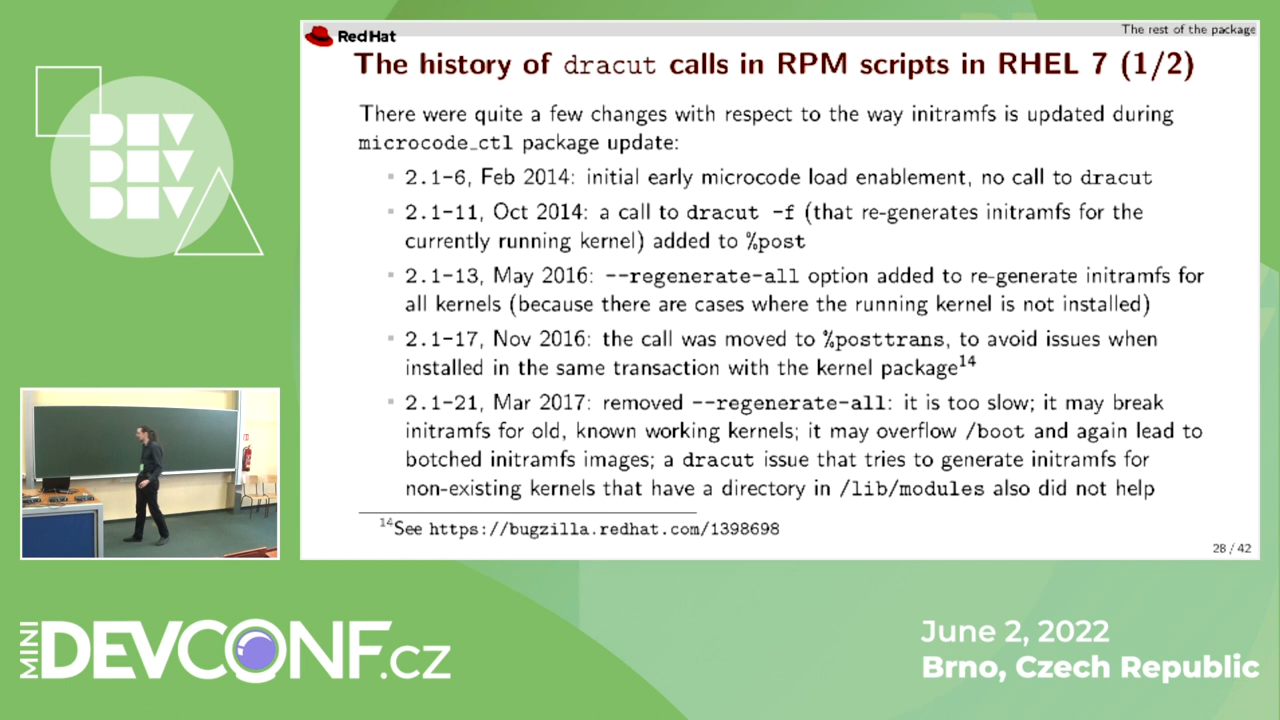 The rest of the package
Red Hat
The history of dracut calls in RPM scripts in RHEL 7 (1/2)
There were quite a few changes with respect to the way initramfs is updated during
microcode_ctl package update:
2.1-6, Feb 2014: initial early microcode load enablement, no call to dracut
2.1-11, Oct 2014: a call to dracut -f (that re-generates initramfs for the
currently running kernel) added to %post
2.1-13, May 2016: --regenerate-all option added to re-generate initramfs for
all kernels (because there are cases where the running kernel is not installed)
2.1-17, Nov 2016: the call was moved to %posttrans, to avoid issues when
installed in the same transaction with the kernel package14
2.1-21, Mar 2017: removed --regenerate-all: it is too slow; it may break
initramfs for old, known working kernels; it may overflow /boot and again lead to
botched initramfs images; a dracut issue that tries to generate initramfs for
non-existing kernels that have a directory in /lib/modules also did not help
14See https://bugzilla.redhat.com/1398698
28 / 42
DEV
DEV
DEV
MINI
DEVCONF.CZ
June 2, 2022
Brno, Czech Republic